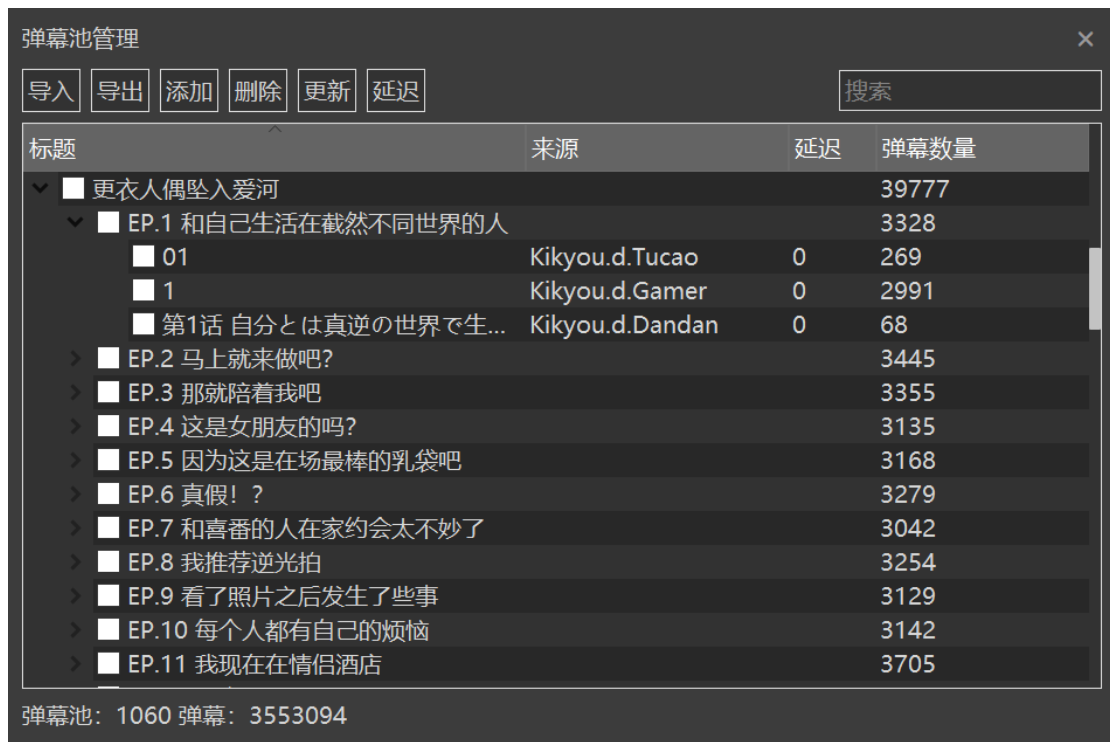 弹幕池管理
导入 导出 添加 删除 更新 延迟 搜索
标题 来源 延迟 弹幕数量
更衣人偶坠入爱河 39777
EP.1 和自己生活在截然不同世界的人 3328
01 Kikyou.d.Tucao 0 269
1 Kikyou.d.Gamer 0 2991
第1话 自分とは真逆の世界で生... Kikyou.d.Dandan 0 68
EP.2 马上就来做吧? 3445
EP.3 那就陪着我吧 3355
EP.4 这是女朋友的吗? 3135
EP.5 因为这是在场最棒的乳袋吧 3168
EP.6 真假！？ 3279
EP.7 和喜番的人在家约会太不妙了 3042
EP.8 我推荐逆光拍 3254
EP.9 看了照片之后发生了些事 3129
EP.10 每个人都有自己的烦恼 3142
EP.11 我现在在情侣酒店 3705
弹幕池：1060 弹幕：3553094